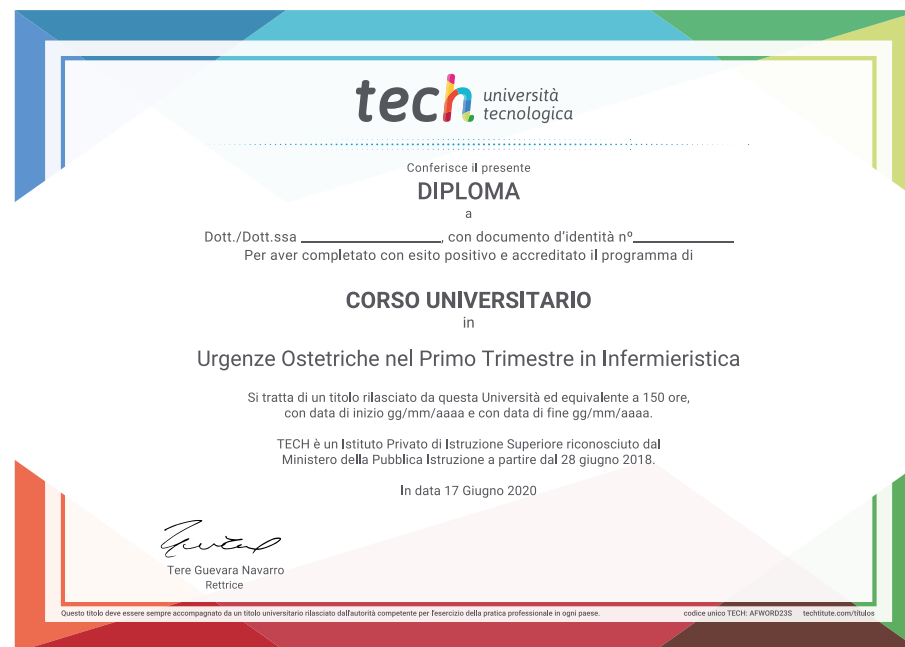 tech università
tecnologica
Conferisce il presente
DIPLOMA
a
Dott./Dott.ssa ____________________, con documento d'identità nº______________
Per aver completato con esito positivo e accreditato il programma di
CORSO UNIVERSITARIO
in
Urgenze Ostetriche nel Primo Trimestre in Infermieristica
Si tratta di un titolo rilasciato da questa Università ed equivalente a 150 ore,
con data di inizio gg/mm/aaaa e con data di fine gg/mm/aaaa.
TECH è un Istituto Privato di Istruzione Superiore riconosciuto dal
Ministero della Pubblica Istruzione a partire dal 28 giugno 2018.
In data 17 Giugno 2020
Tere Guevara Navarro
Rettrice
Questo titolo deve essere sempre accompagnato da un titolo universitario rilasciato dall'autorità competente per l'esercizio della pratica professionale in ogni paese. codice unico TECH: AFWORD23S techtitute.com/titulos